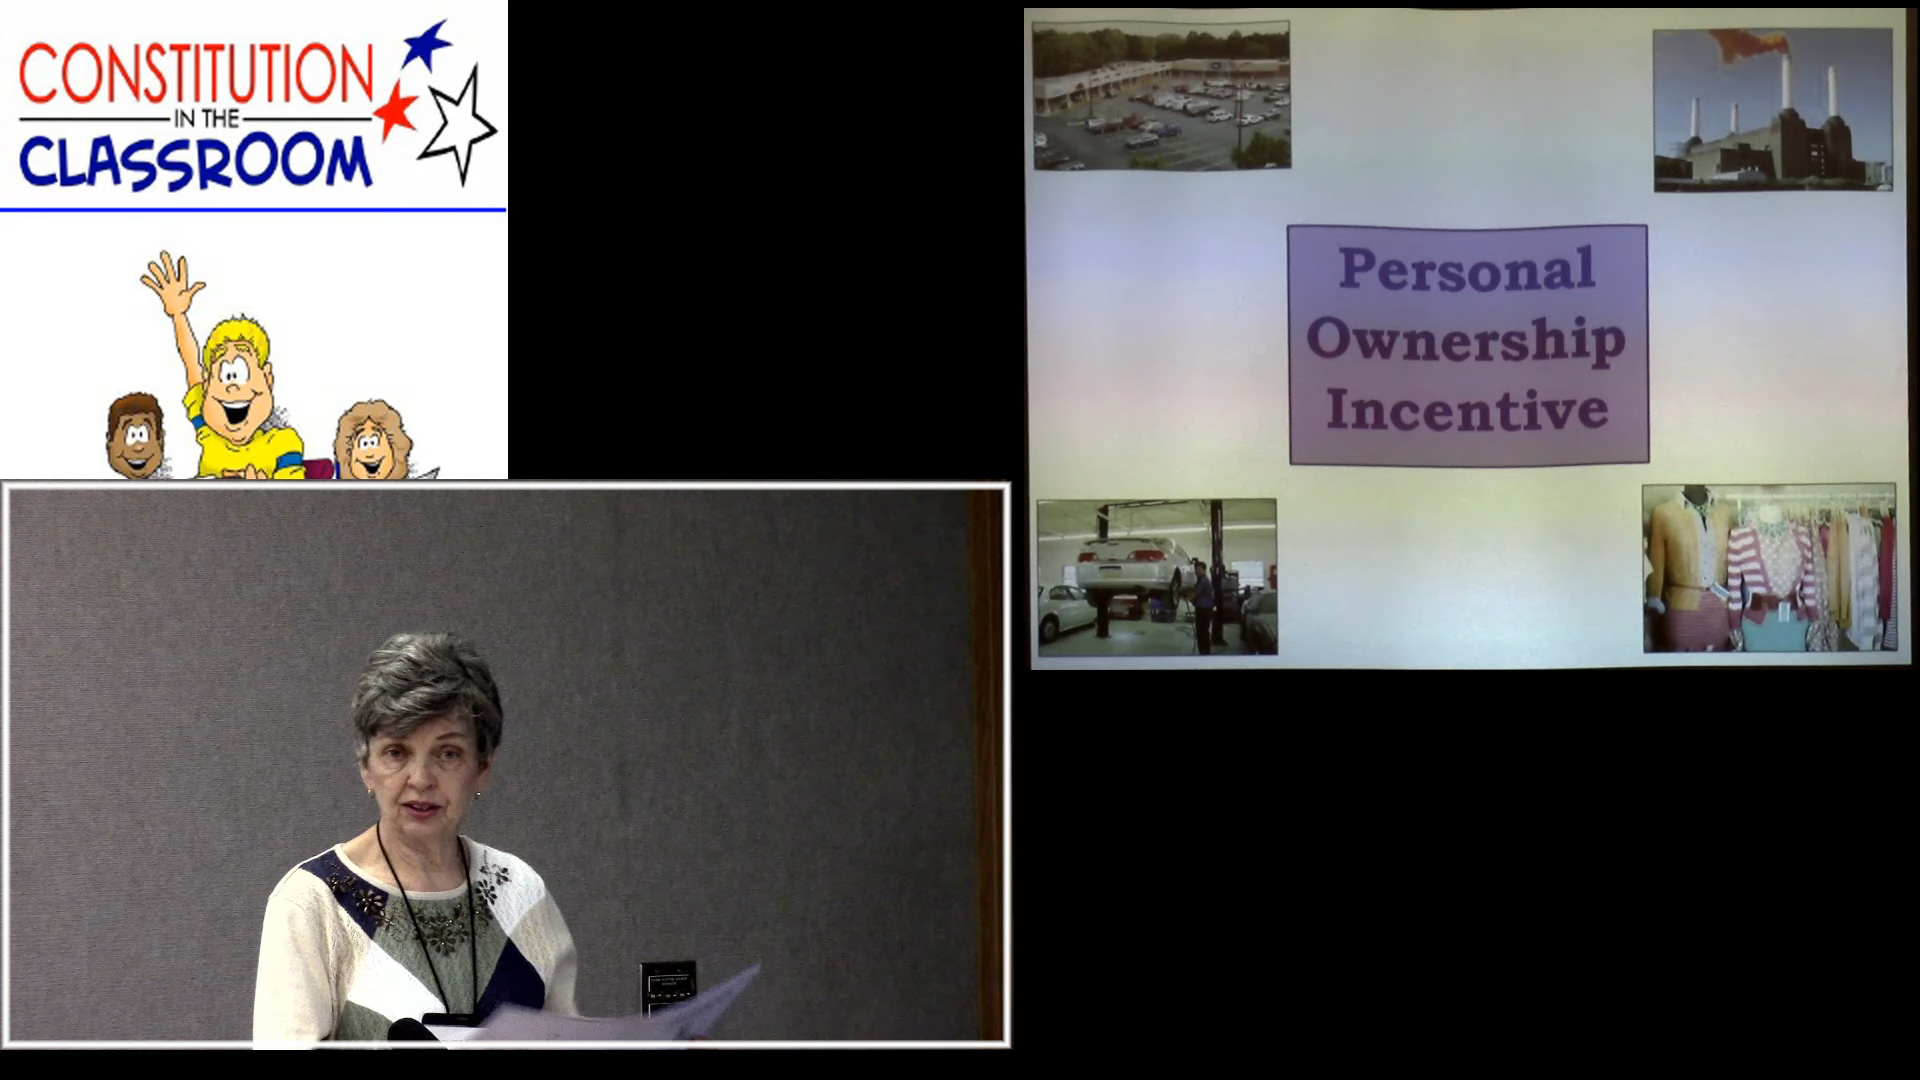 CONSTITUTION
IN THE
CLASSROOM
Personal
Ownership
Incentive